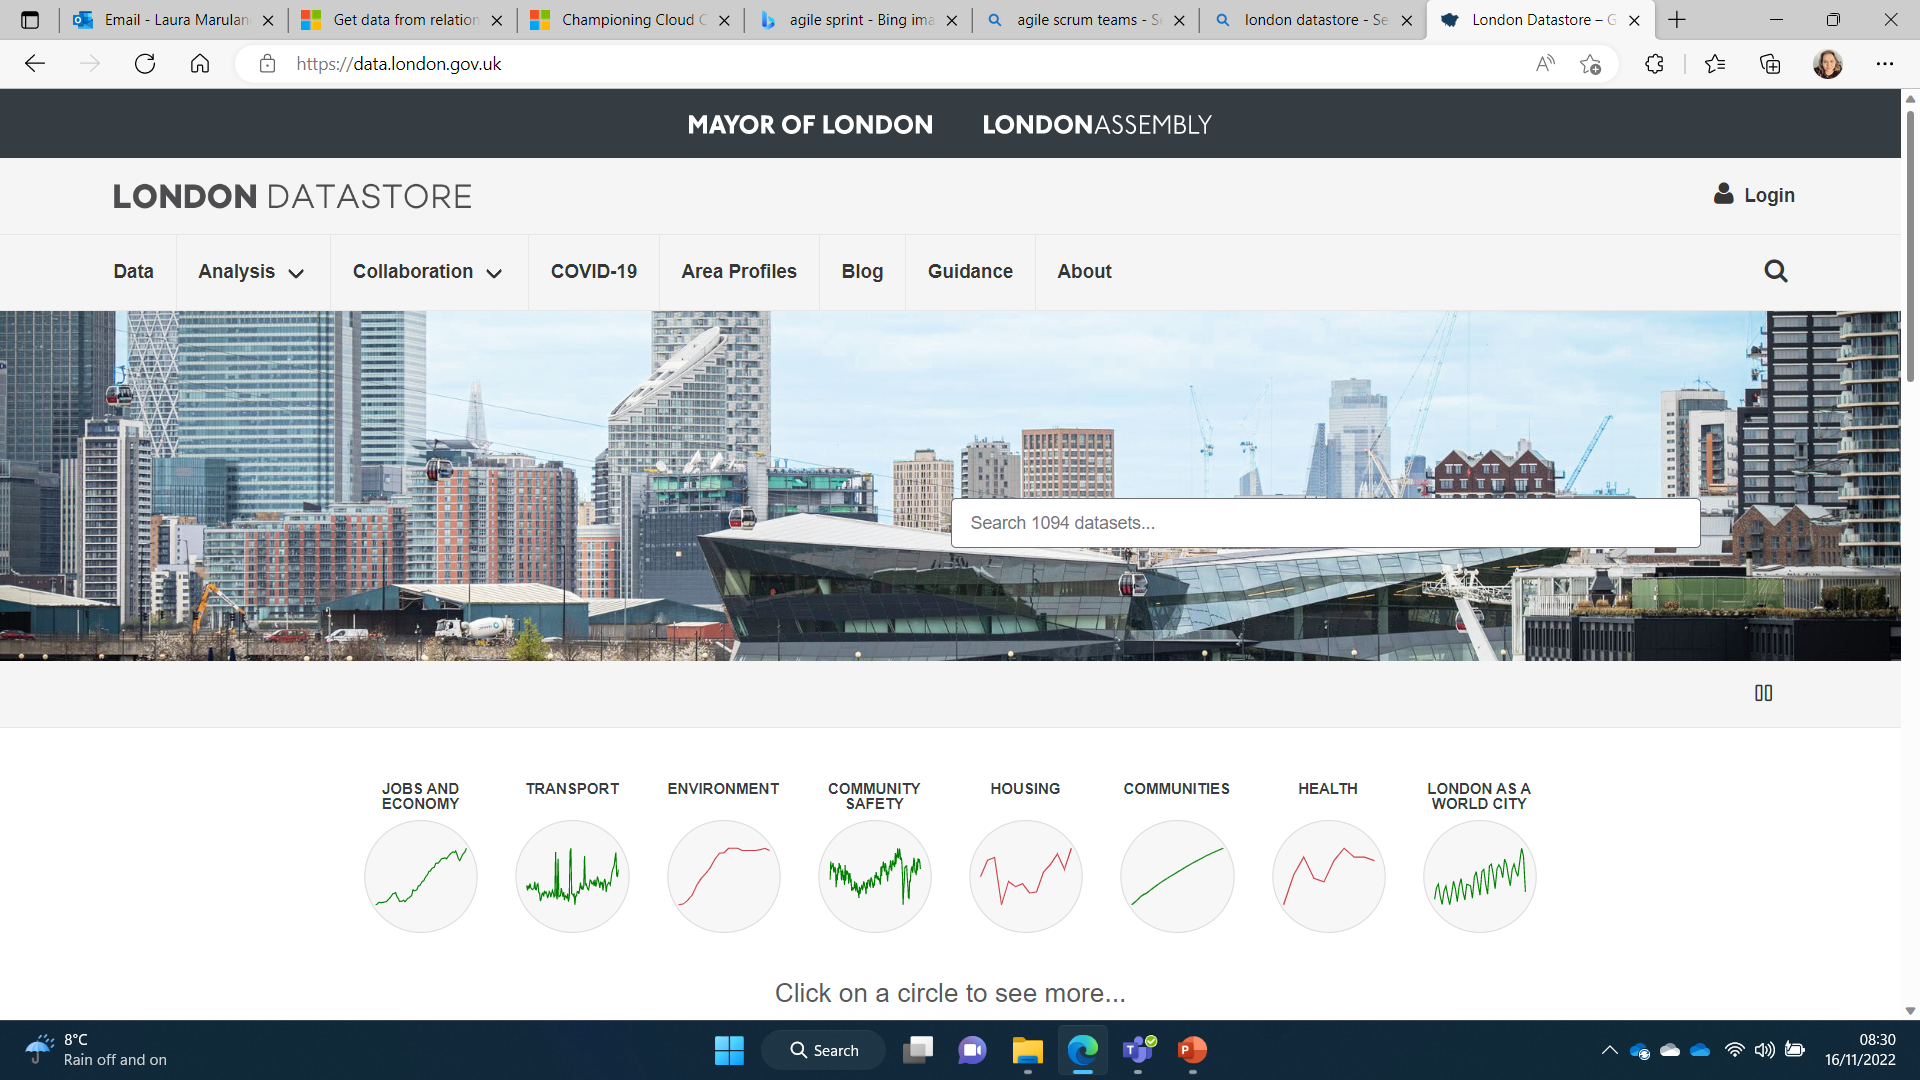 Email - Laura Marulan
Get data from relation
Championing Cloud C
agile sprint - Bing ima
agile scrum teams - Se
london datastore - Se
London Datastore – G
https://data.london.gov.uk
MAYOR OF LONDON
LONDONASSEMBLY
LONDON DATASTORE
Login
Data
Analysis
Collaboration
COVID-19
Area Profiles
Blog
Guidance
About
Search 1094 datasets...
JOBS AND
ECONOMY
TRANSPORT
ENVIRONMENT
COMMUNITY
SAFETY
HOUSING
COMMUNITIES
HEALTH
LONDON AS A
WORLD CITY
Click on a circle to see more...
8°C
Rain off and on
Search
08:30
16/11/2022